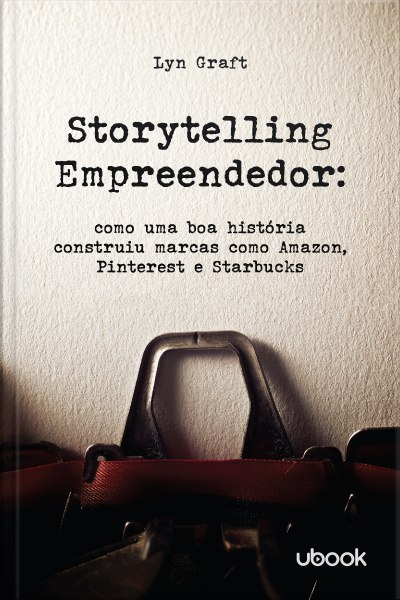 Lyn Graft
Storytelling
Empreendedor:
como uma boa história
construiu marcas como Amazon,
Pinterest e Starbucks
ubook